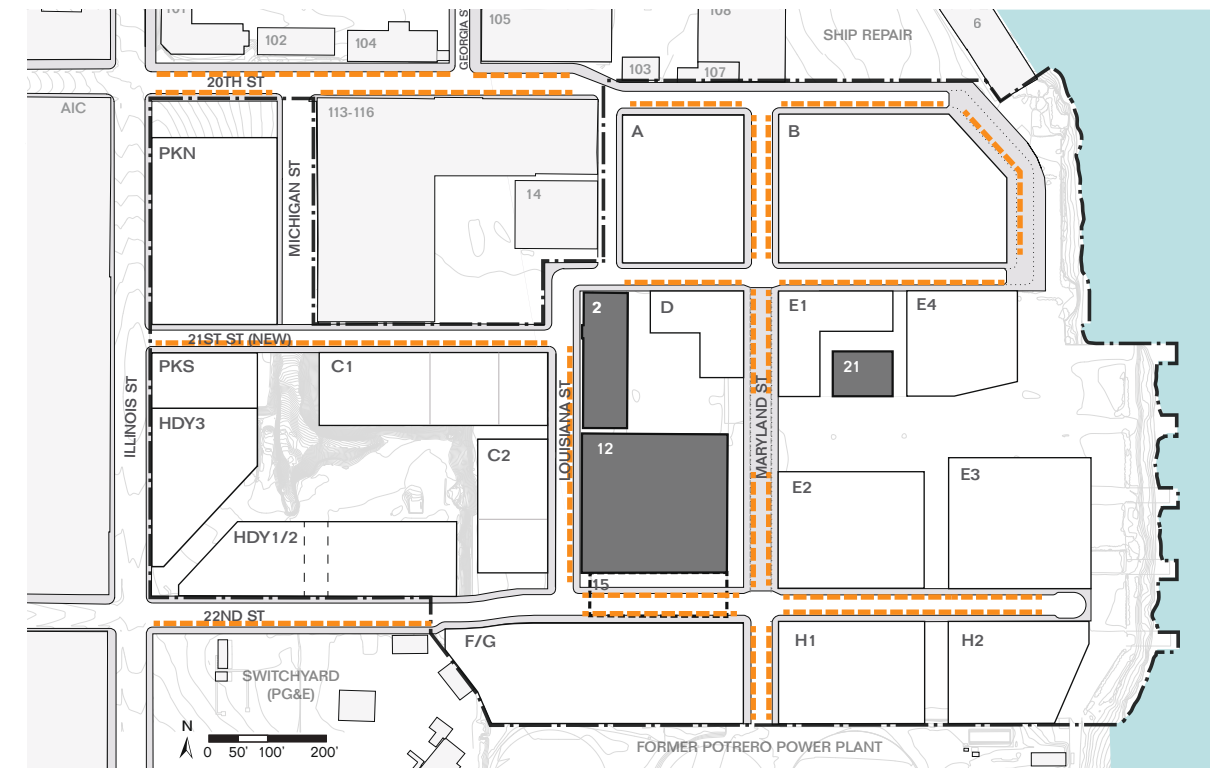 101
102
104
GEORGIA S
105
108
103
107
SHIP REPAIR
6
20TH ST
AIC
113-116
A
B
PKN
MICHIGAN ST
14
2
D
E1
E4
21ST ST (NEW)
PKS
C1
21
ILLINOIS ST
LOUISIANA ST
MARYLAND ST
HDY3
12
C2
E2
E3
HDY1/2
15
22ND ST
F/G
H1
H2
SWITCHYARD
(PG&E)
N
0 50' 100' 200'
FORMER POTRERO POWER PLANT